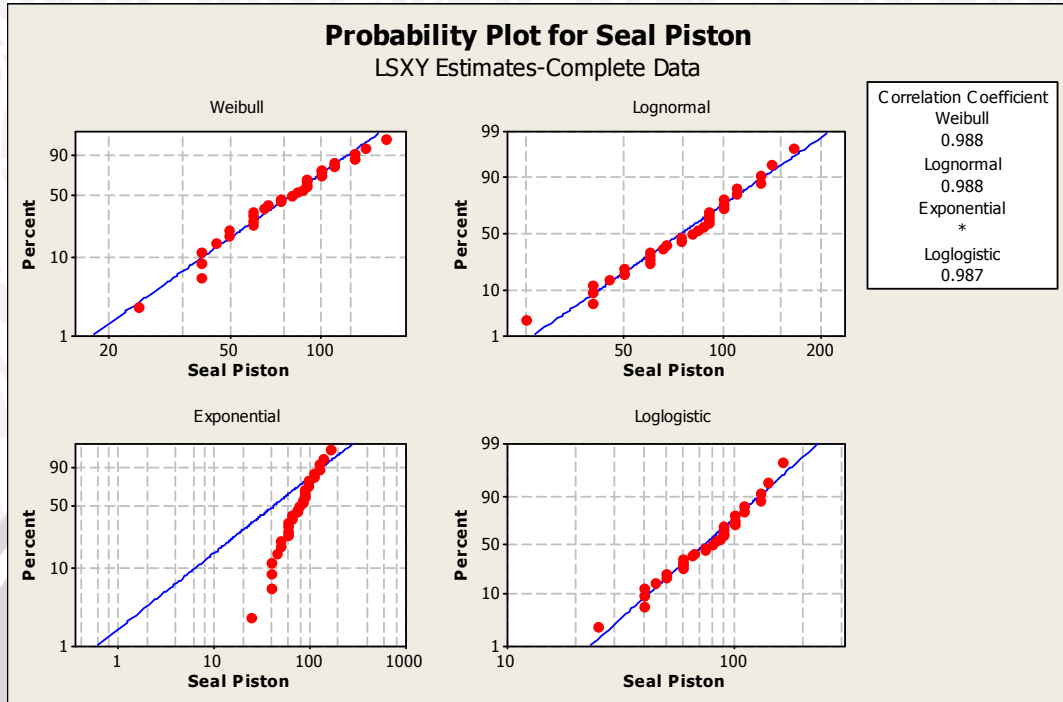 Probability Plot for Seal Piston
LSXY Estimates-Complete Data
Correlation Coefficient
Weibull
0.988
Lognormal
0.988
Exponential
*
Loglogistic
0.987
Weibull
Percent
90
50
10
1
20 50 100
Seal Piston
Lognormal
Percent
99
90
50
10
1
50 100 200
Seal Piston
Exponential
Percent
90
50
10
1
1 10 100 1000
Seal Piston
Loglogistic
Percent
99
90
50
10
1
10 100
Seal Piston